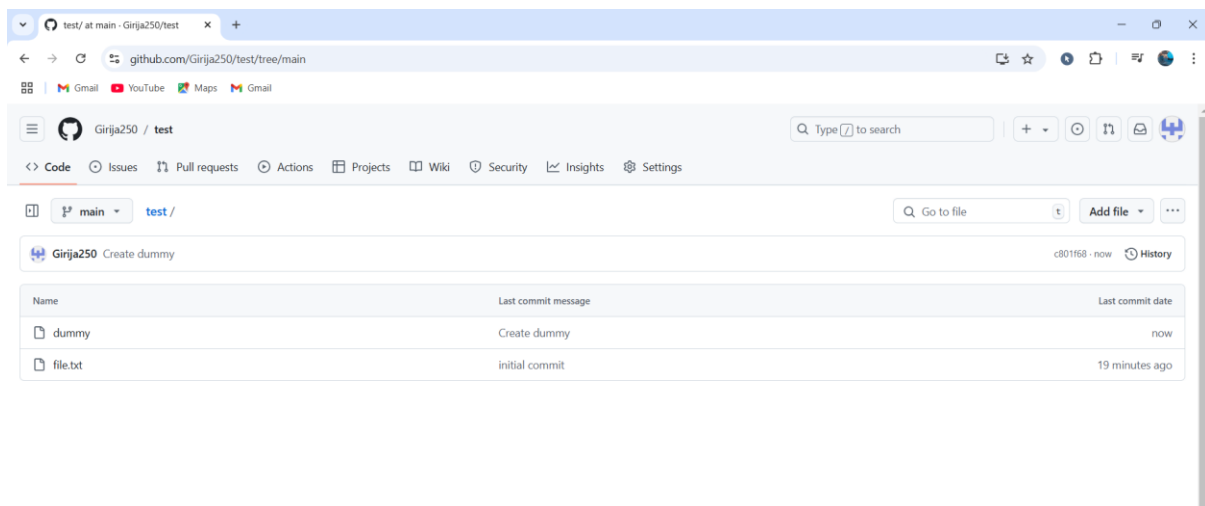 test/ at main · Girija250/test
github.com/Girija250/test/tree/main
Gmail YouTube Maps Gmail
Girija250 / test Type / to search
Code Issues Pull requests Actions Projects Wiki Security Insights Settings
main test / Go to file t Add file
Girija250 Create dummy c801f68 · now History
Name Last commit message Last commit date
dummy Create dummy now
file.txt initial commit 19 minutes ago